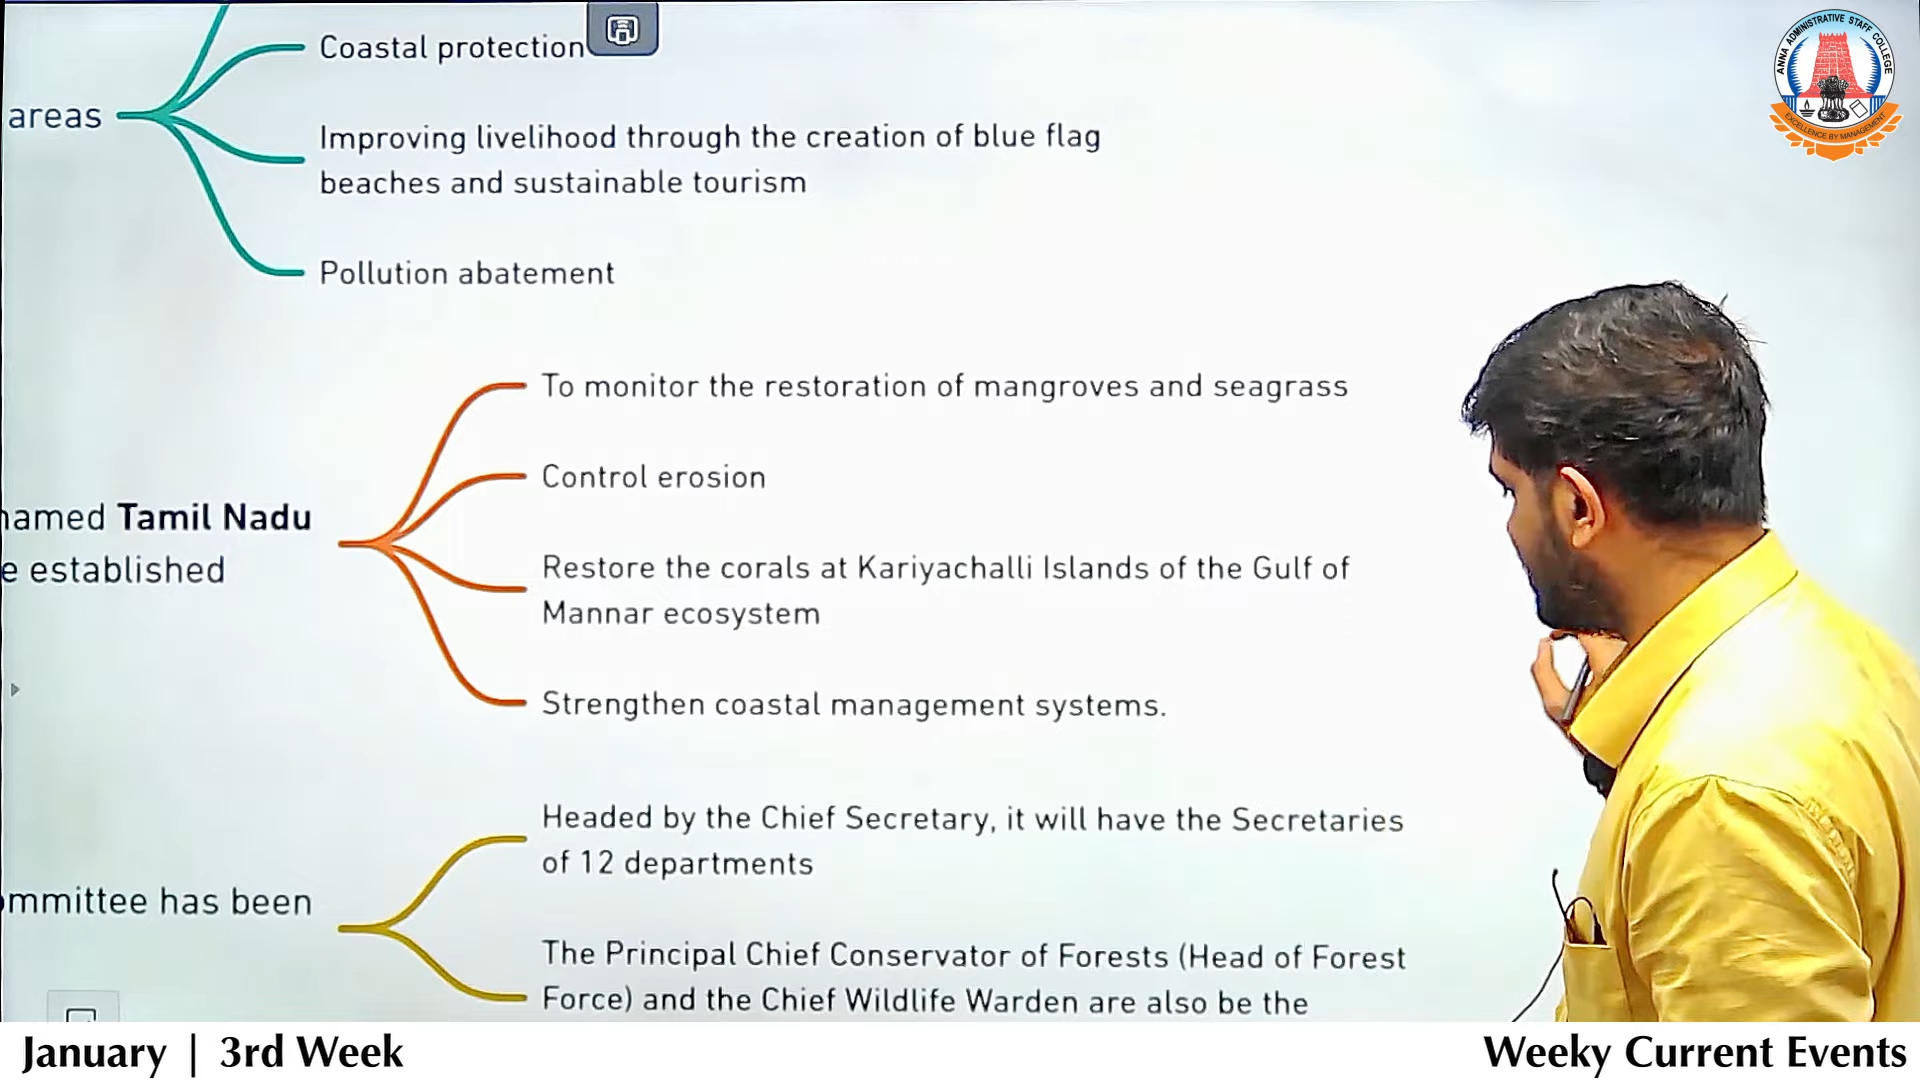 Coastal protection
areas
Improving livelihood through the creation of blue flag
beaches and sustainable tourism
Pollution abatement
To monitor the restoration of mangroves and seagrass
Control erosion
named Tamil Nadu
e established
Restore the corals at Kariyachalli Islands of the Gulf of
Mannar ecosystem
Strengthen coastal management systems.
Headed by the Chief Secretary, it will have the Secretaries
of 12 departments
ommittee has been
The Principal Chief Conservator of Forests (Head of Forest
Force) and the Chief Wildlife Warden are also be the
ANNA ADMINISTRATIVE STAFF COLLEGE
EXCELLENCE BY MANAGEMENT
January | 3rd Week
Weeky Current Events